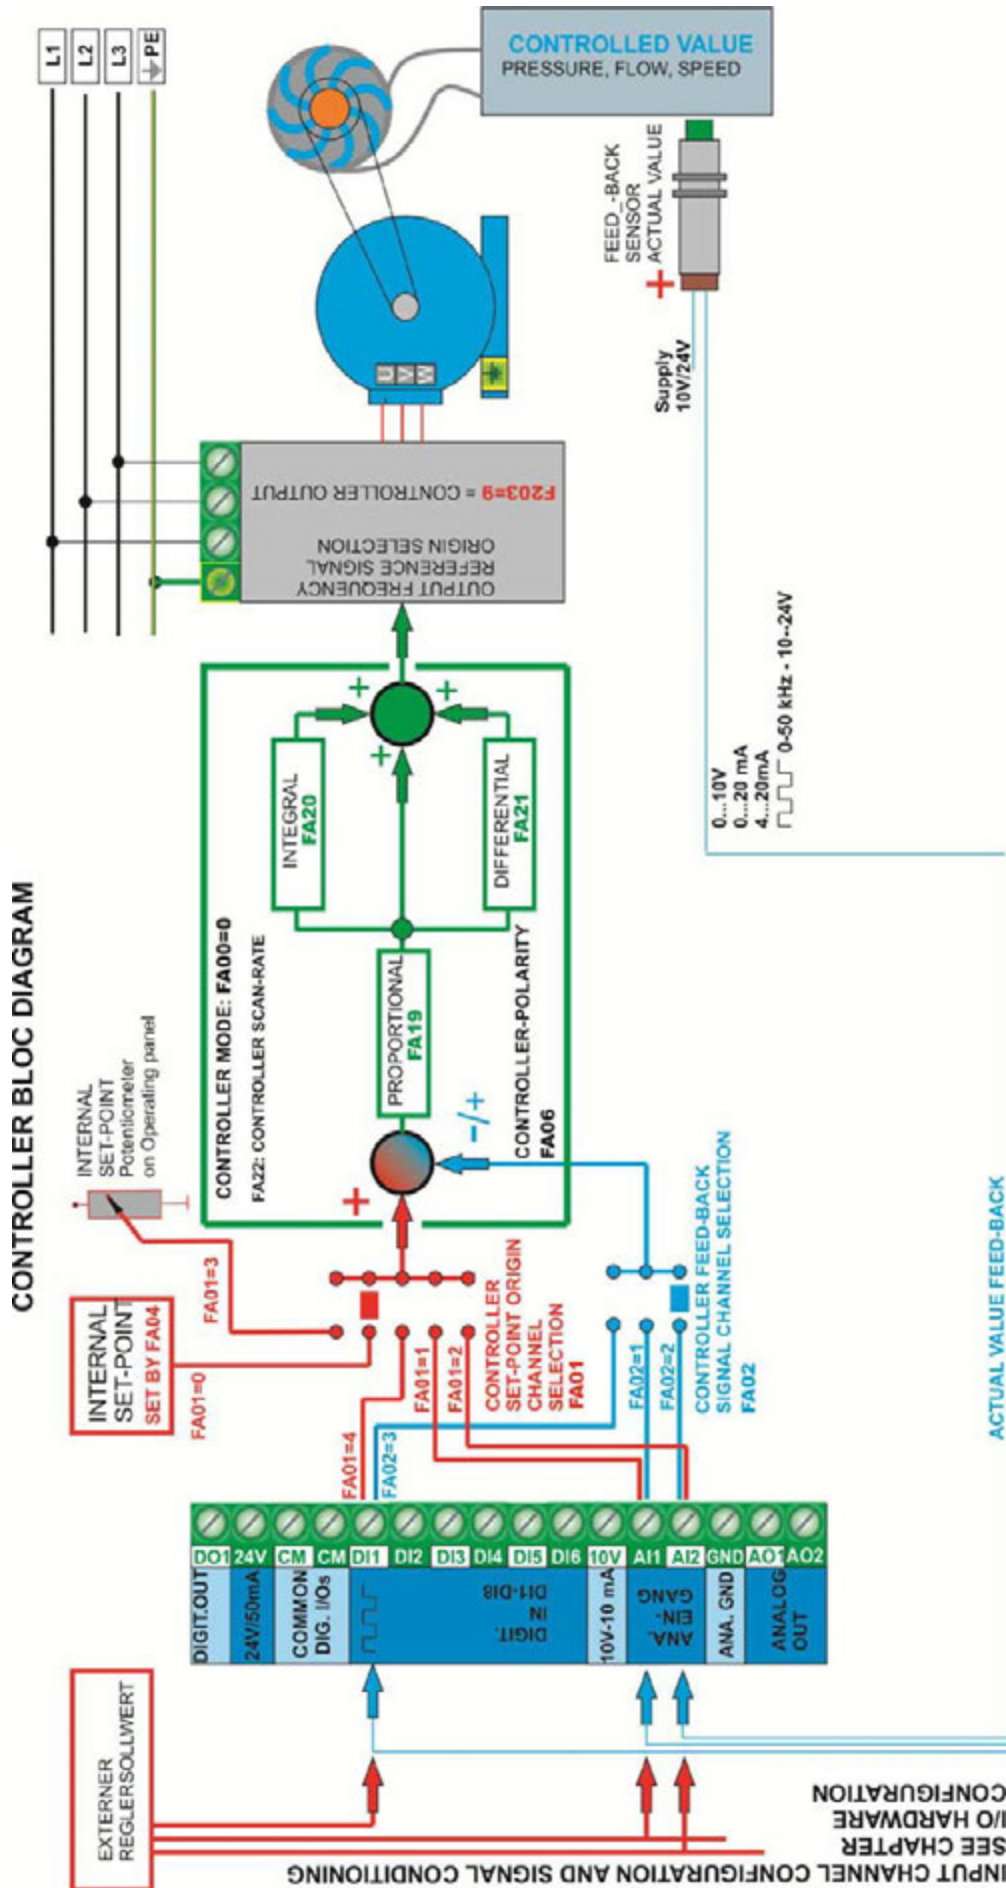 CONTROLLER BLOC DIAGRAM
L1
L2
L3
PE
CONTROLLED VALUE
PRESSURE, FLOW, SPEED
FEED_-BACK
SENSOR
ACTUAL VALUE
+
Supply
10V/24V
U
V
W
F203=9 = CONTROLLER OUTPUT
OUTPUT FREQUENCY
REFERENCE SIGNAL
ORIGIN SELECTION
0...10V
0...20 mA
4...20mA
0-50 kHz - 10--24V
CONTROLLER MODE: FA00=0
FA22: CONTROLLER SCAN-RATE
INTEGRAL
FA20
DIFFERENTIAL
FA21
PROPORTIONAL
FA19
+
+
+
+
-/+
CONTROLLER-POLARITY
FA06
INTERNAL
SET-POINT
Potentiometer
on Operating panel
INTERNAL
SET-POINT
SET BY FA04
FA01=3
FA01=0
FA01=4
FA02=3
FA01=1
FA01=2
CONTROLLER
SET-POINT ORIGIN
CHANNEL
SELECTION
FA01
FA02=1
FA02=2
CONTROLLER FEED-BACK
SIGNAL CHANNEL SELECTION
FA02
ACTUAL VALUE FEED-BACK
DO1
24V
CM
CM
DI1
DI2
DI3
DI4
DI5
DI6
10V
AI1
AI2
GND
AO1
AO2
DIGIT.OUT
24V/50mA
COMMON
DIG. I/Os
DIGIT.
IN
DI1-DI8
10V-10 mA
ANA.
EIN-
GANG
ANA. GND
ANALOG
OUT
EXTERNER
REGLERSOLLWERT
INPUT CHANNEL CONFIGURATION AND SIGNAL CONDITIONING
SEE CHAPTER
I/O HARDWARE
CONFIGURATION